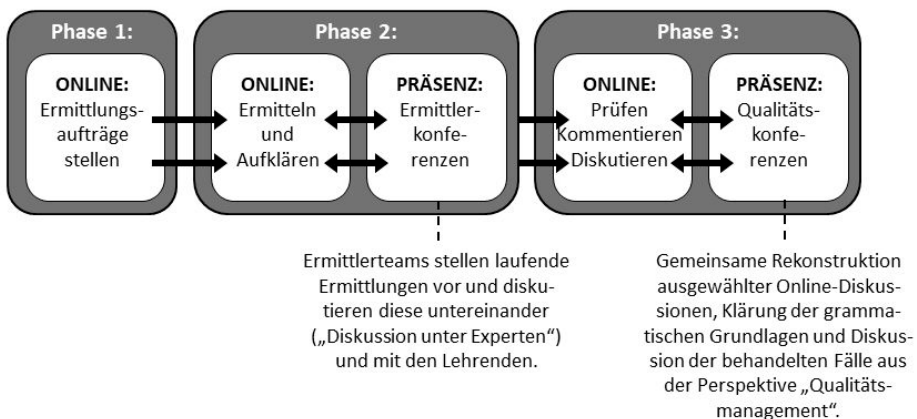 Phase 1:
ONLINE:
Ermittlungs-
aufträge
stellen
Phase 2:
ONLINE:
Ermitteln
und
Aufklären
PRÄSENZ:
Ermittler-
konfe-
renzen
Phase 3:
ONLINE:
Prüfen
Kommentieren
Diskutieren
PRÄSENZ:
Qualitäts-
konfe-
renzen
Ermittlerteams stellen laufende
Ermittlungen vor und disku-
tieren diese untereinander
(„Diskussion unter Experten“)
und mit den Lehrenden.
Gemeinsame Rekonstruktion
ausgewählter Online-Diskus-
sionen, Klärung der gramma-
tischen Grundlagen und Diskus-
sion der behandelten Fälle aus
der Perspektive „Qualitäts-
management“.